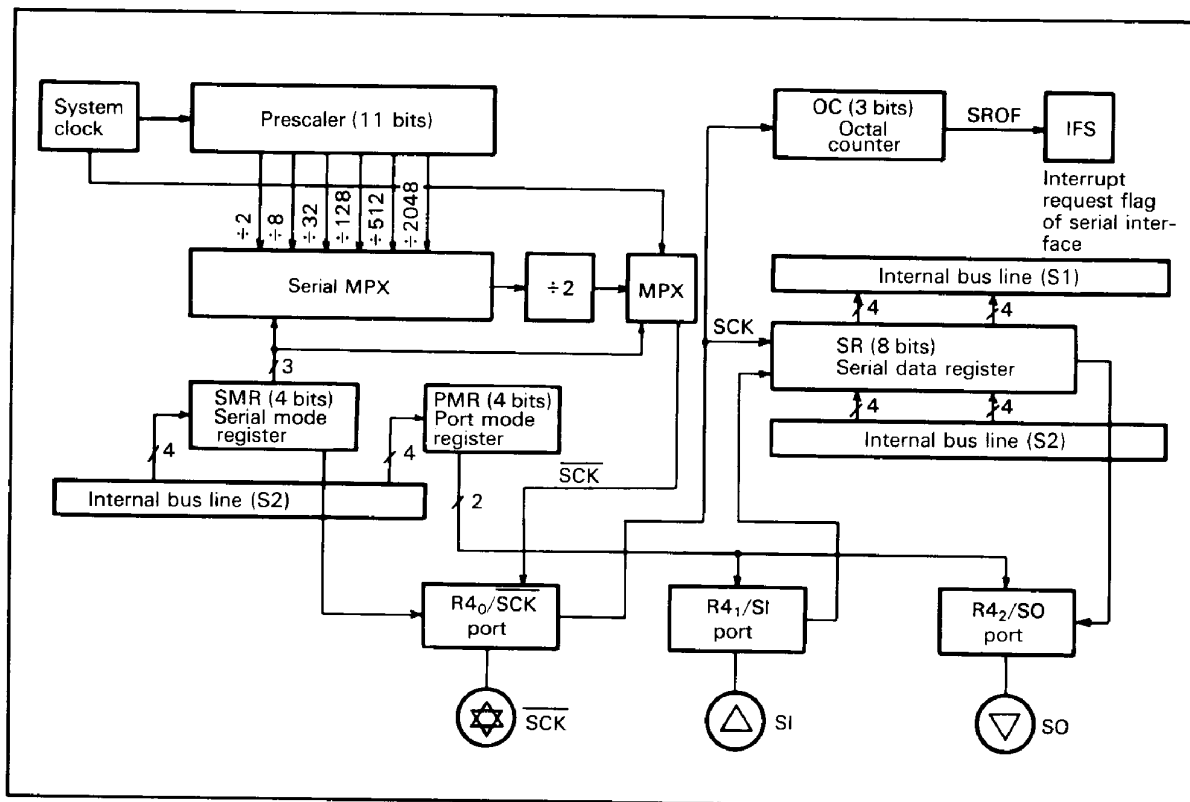 System
clock
Prescaler (11 bits)
OC (3 bits)
Octal
counter
SROF
IFS
Interrupt
request flag
of serial inter-
face
÷2
÷8
÷32
÷128
÷512
÷2048
Serial MPX
÷2
MPX
Internal bus line (S1)
4
4
SCK
SR (8 bits)
Serial data register
4
4
Internal bus line (S2)
3
SMR (4 bits)
Serial mode
register
PMR (4 bits)
Port mode
register
4
4
Internal bus line (S2)
2
S̅C̅K̅
R4₀/S̅C̅K̅
port
R4₁/SI
port
R4₂/SO
port
S̅C̅K̅
SI
SO